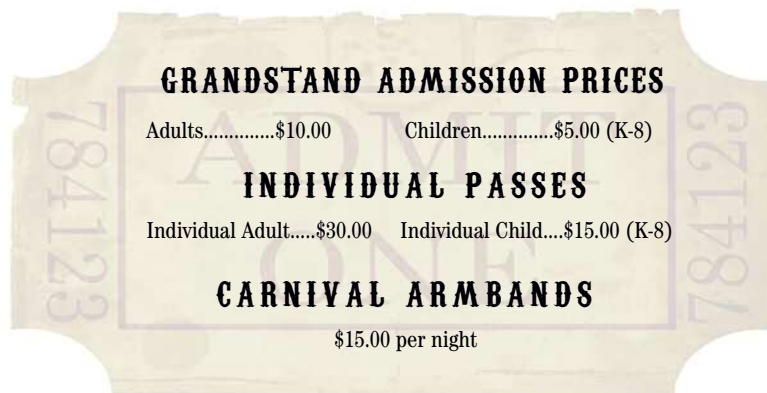 GRANDSTAND ADMISSION PRICES
Adults..............$10.00 Children..............$5.00 (K-8)
INDIVIDUAL PASSES
Individual Adult.....$30.00 Individual Child....$15.00 (K-8)
CARNIVAL ARMBANDS
$15.00 per night
784123
ADMIT
ONE
784123